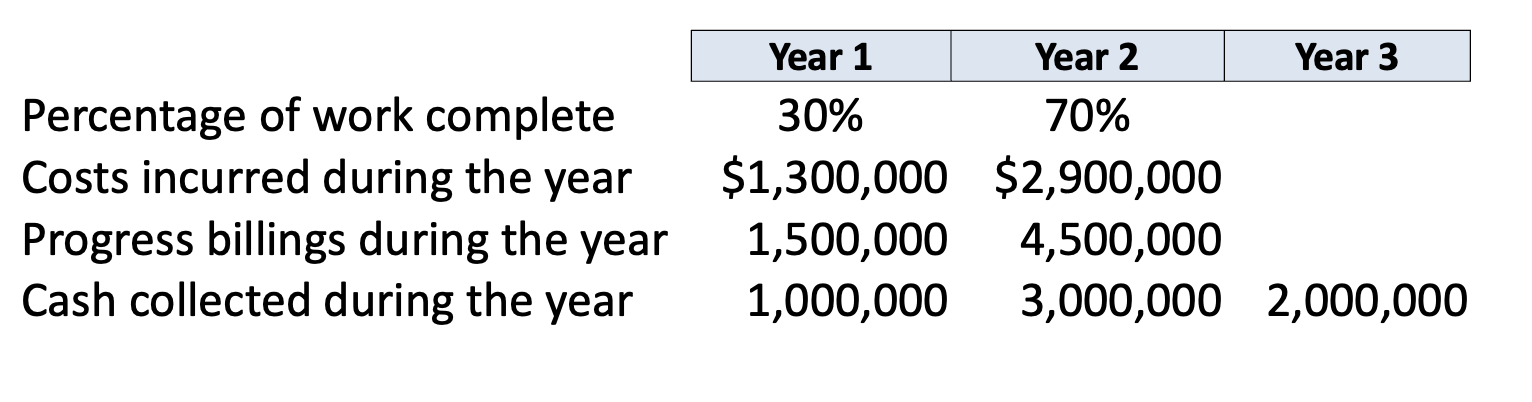 Year 1 Year 2 Year 3
Percentage of work complete 30% 70%
Costs incurred during the year $1,300,000 $2,900,000
Progress billings during the year 1,500,000 4,500,000
Cash collected during the year 1,000,000 3,000,000 2,000,000